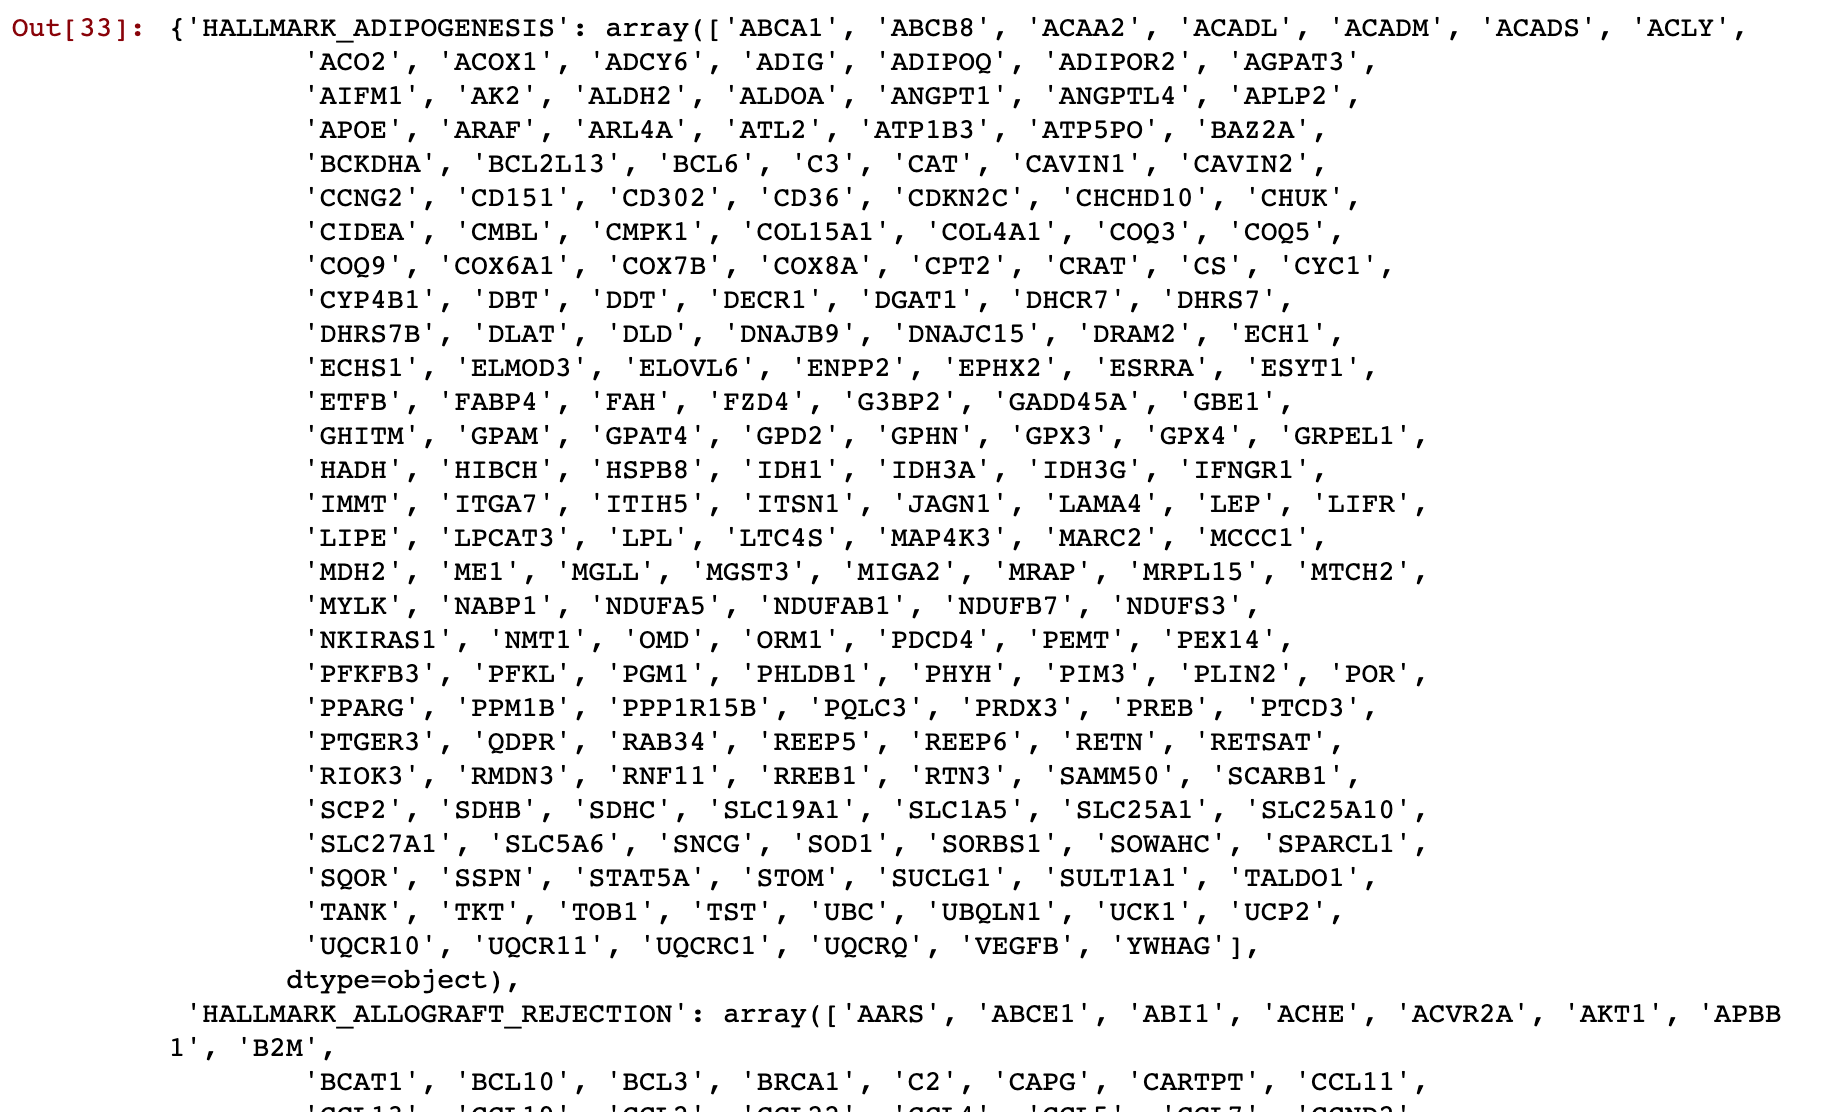 Out[33]: {'HALLMARK_ADIPOGENESIS': array(['ABCA1', 'ABCB8', 'ACAA2', 'ACADL', 'ACADM', 'ACADS', 'ACLY',
'ACO2', 'ACOX1', 'ADCY6', 'ADIG', 'ADIPOQ', 'ADIPOR2', 'AGPAT3',
'AIFM1', 'AK2', 'ALDH2', 'ALDOA', 'ANGPT1', 'ANGPTL4', 'APLP2',
'APOE', 'ARAF', 'ARL4A', 'ATL2', 'ATP1B3', 'ATP5PO', 'BAZ2A',
'BCKDHA', 'BCL2L13', 'BCL6', 'C3', 'CAT', 'CAVIN1', 'CAVIN2',
'CCNG2', 'CD151', 'CD302', 'CD36', 'CDKN2C', 'CHCHD10', 'CHUK',
'CIDEA', 'CMBL', 'CMPK1', 'COL15A1', 'COL4A1', 'COQ3', 'COQ5',
'COQ9', 'COX6A1', 'COX7B', 'COX8A', 'CPT2', 'CRAT', 'CS', 'CYC1',
'CYP4B1', 'DBT', 'DDT', 'DECR1', 'DGAT1', 'DHCR7', 'DHRS7',
'DHRS7B', 'DLAT', 'DLD', 'DNAJB9', 'DNAJC15', 'DRAM2', 'ECH1',
'ECHS1', 'ELMOD3', 'ELOVL6', 'ENPP2', 'EPHX2', 'ESRRA', 'ESYT1',
'ETFB', 'FABP4', 'FAH', 'FZD4', 'G3BP2', 'GADD45A', 'GBE1',
'GHITM', 'GPAM', 'GPAT4', 'GPD2', 'GPHN', 'GPX3', 'GPX4', 'GRPEL1',
'HADH', 'HIBCH', 'HSPB8', 'IDH1', 'IDH3A', 'IDH3G', 'IFNGR1',
'IMMT', 'ITGA7', 'ITIH5', 'ITSN1', 'JAGN1', 'LAMA4', 'LEP', 'LIFR',
'LIPE', 'LPCAT3', 'LPL', 'LTC4S', 'MAP4K3', 'MARC2', 'MCCC1',
'MDH2', 'ME1', 'MGLL', 'MGST3', 'MIGA2', 'MRAP', 'MRPL15', 'MTCH2',
'MYLK', 'NABP1', 'NDUFA5', 'NDUFAB1', 'NDUFB7', 'NDUFS3',
'NKIRAS1', 'NMT1', 'OMD', 'ORM1', 'PDCD4', 'PEMT', 'PEX14',
'PFKFB3', 'PFKL', 'PGM1', 'PHLDB1', 'PHYH', 'PIM3', 'PLIN2', 'POR',
'PPARG', 'PPM1B', 'PPP1R15B', 'PQLC3', 'PRDX3', 'PREB', 'PTCD3',
'PTGER3', 'QDPR', 'RAB34', 'REEP5', 'REEP6', 'RETN', 'RETSAT',
'RIOK3', 'RMDN3', 'RNF11', 'RREB1', 'RTN3', 'SAMM50', 'SCARB1',
'SCP2', 'SDHB', 'SDHC', 'SLC19A1', 'SLC1A5', 'SLC25A1', 'SLC25A10',
'SLC27A1', 'SLC5A6', 'SNCG', 'SOD1', 'SORBS1', 'SOWAHC', 'SPARCL1',
'SQOR', 'SSPN', 'STAT5A', 'STOM', 'SUCLG1', 'SULT1A1', 'TALDO1',
'TANK', 'TKT', 'TOB1', 'TST', 'UBC', 'UBQLN1', 'UCK1', 'UCP2',
'UQCR10', 'UQCR11', 'UQCRC1', 'UQCRQ', 'VEGFB', 'YWHAG'],
dtype=object),
'HALLMARK_ALLOGRAFT_REJECTION': array(['AARS', 'ABCE1', 'ABI1', 'ACHE', 'ACVR2A', 'AKT1', 'APBB
1', 'B2M',
'BCAT1', 'BCL10', 'BCL3', 'BRCA1', 'C2', 'CAPG', 'CARTPT', 'CCL11',